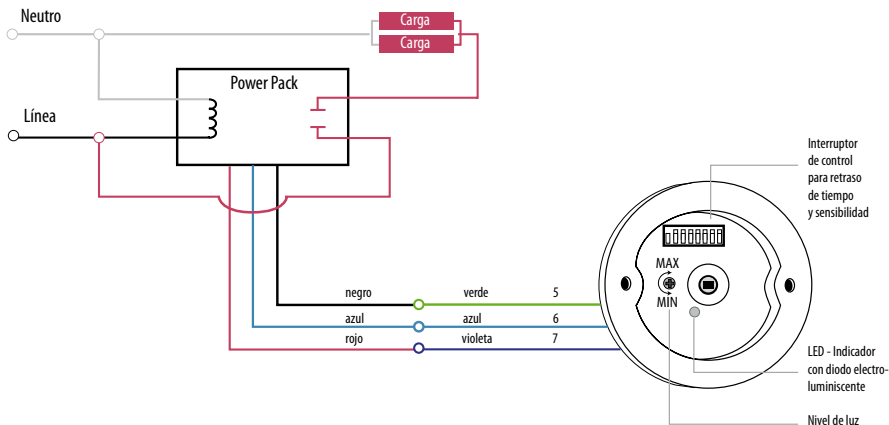 Neutro
Carga
Carga
Power Pack
Línea
Interruptor
de control
para retraso
de tiempo
y sensibilidad
MAX
MIN
negro verde 5
azul azul 6
rojo violeta 7
LED - Indicador
con diodo electro-
luminiscente
Nivel de luz